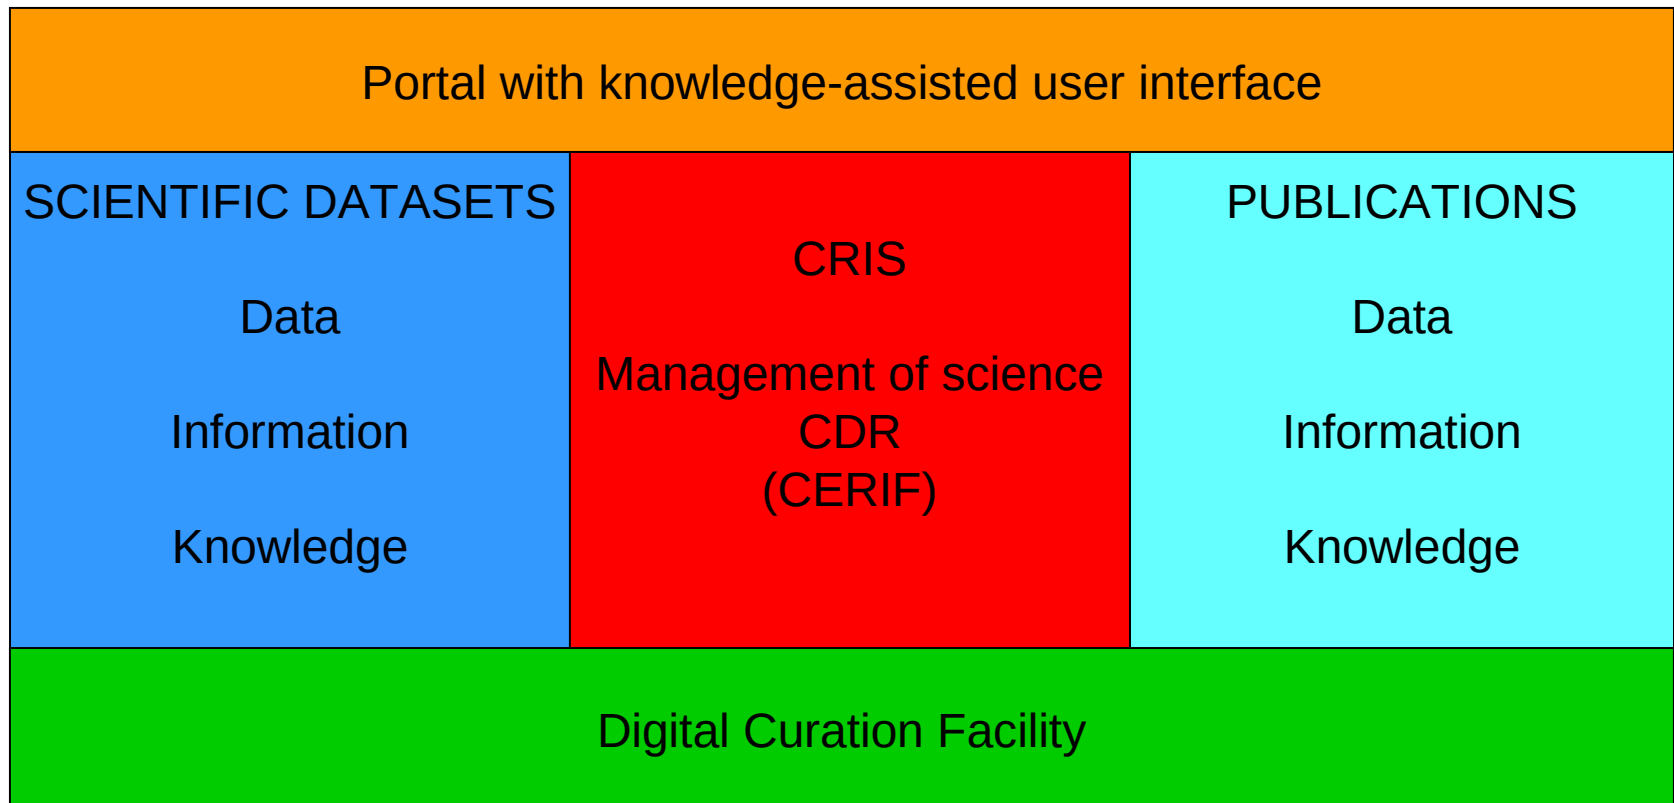 Portal with knowledge-assisted user interface
SCIENTIFIC DATASETS
Data
Information
Knowledge
CRIS
Management of science
CDR
(CERIF)
PUBLICATIONS
Data
Information
Knowledge
Digital Curation Facility